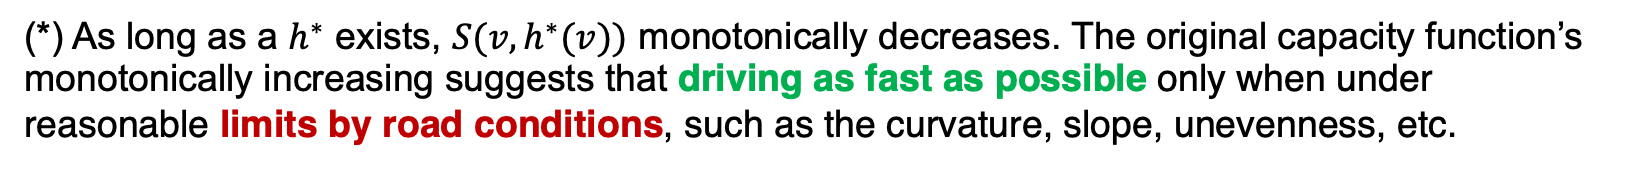 (*) As long as a h* exists, S(v, h*(v)) monotonically decreases. The original capacity function’s
monotonically increasing suggests that driving as fast as possible only when under
reasonable limits by road conditions, such as the curvature, slope, unevenness, etc.